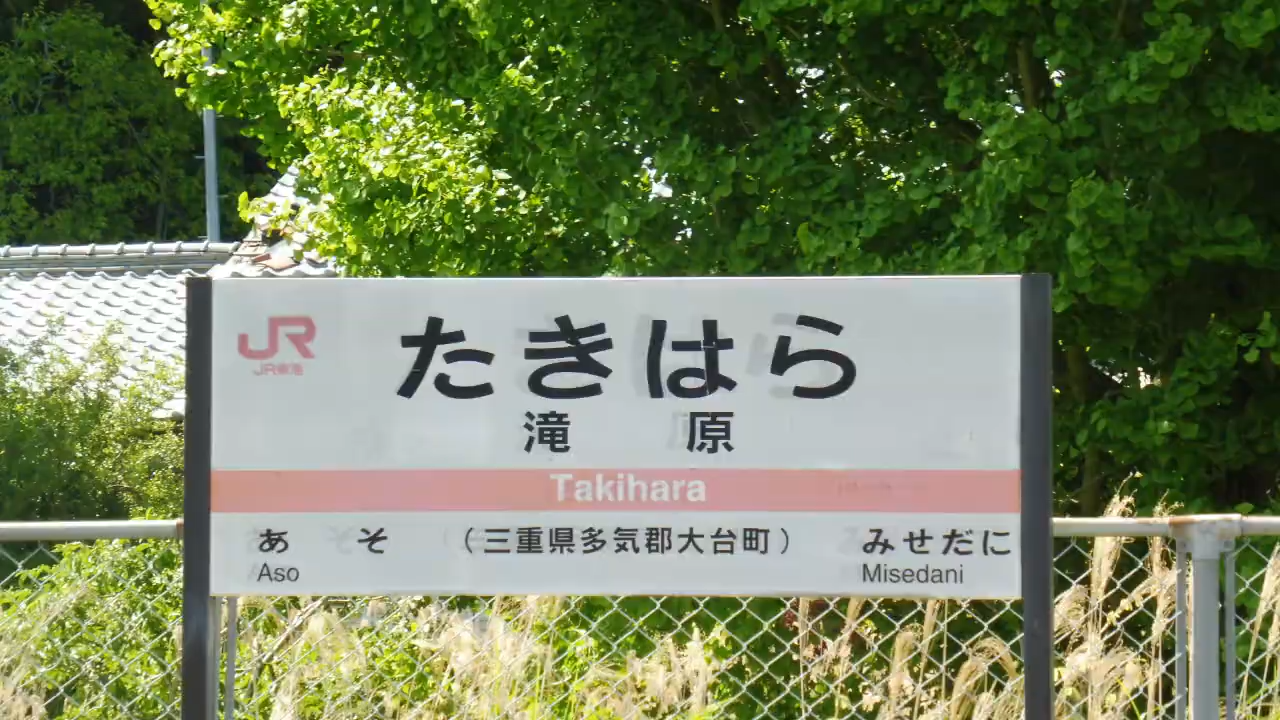 JR
JR東海
たきはら
滝原
Takihara
あそ （三重県多気郡大台町） みせだに
Aso Misedani